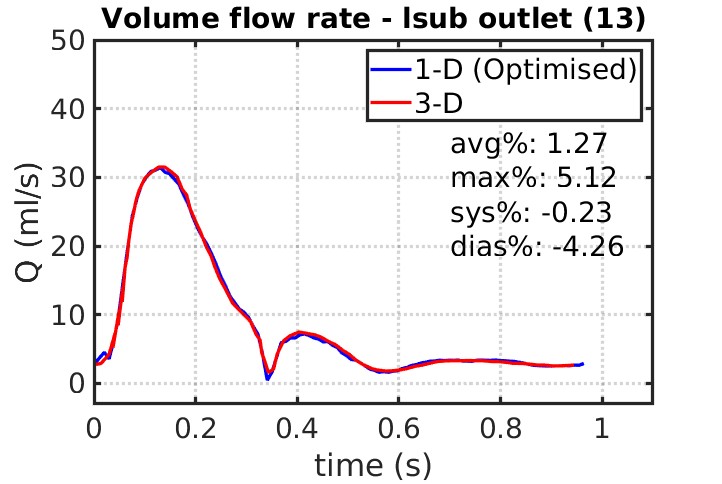 Volume flow rate - lsub outlet (13)
50
1-D (Optimised)
3-D
40
avg%: 1.27
max%: 5.12
30
sys%: -0.23
dias%: -4.26
20
10
0
Q (ml/s)
0 0.2 0.4 0.6 0.8 1
time (s)